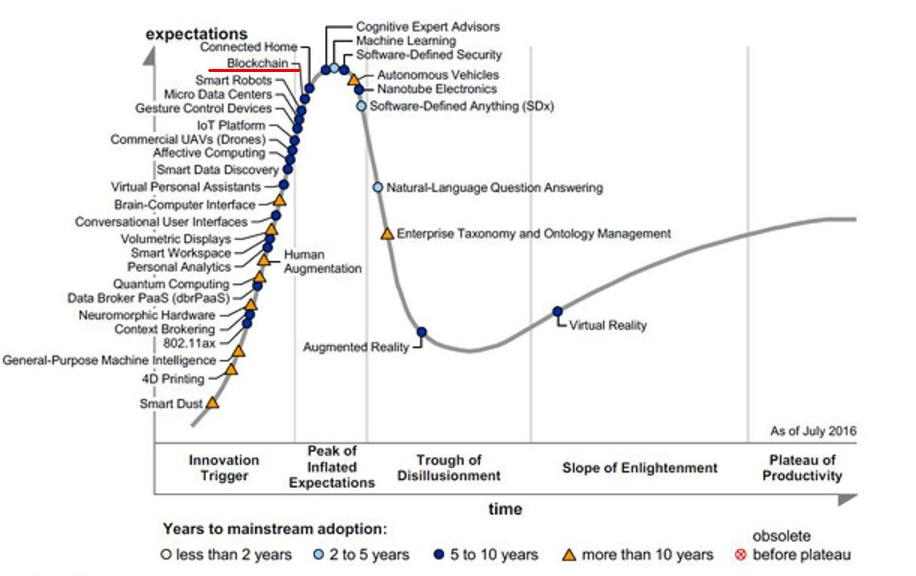 expectations
Cognitive Expert Advisors
Machine Learning
Connected Home
Software-Defined Security
Blockchain
Smart Robots
Autonomous Vehicles
Micro Data Centers
Nanotube Electronics
Gesture Control Devices
Software-Defined Anything (SDx)
IoT Platform
Commercial UAVs (Drones)
Affective Computing
Smart Data Discovery
Virtual Personal Assistants
Natural-Language Question Answering
Brain-Computer Interface
Conversational User Interfaces
Volumetric Displays
Enterprise Taxonomy and Ontology Management
Smart Workspace
Personal Analytics
Human
Augmentation
Quantum Computing
Data Broker PaaS (dbrPaaS)
Neuromorphic Hardware
Context Brokering
802.11ax
Virtual Reality
Augmented Reality
General-Purpose Machine Intelligence
4D Printing
Smart Dust
As of July 2016
Innovation
Trigger
Peak of
Inflated
Expectations
Trough of
Disillusionment
Slope of Enlightenment
Plateau of
Productivity
time
Years to mainstream adoption:
less than 2 years
2 to 5 years
5 to 10 years
more than 10 years
obsolete
before plateau